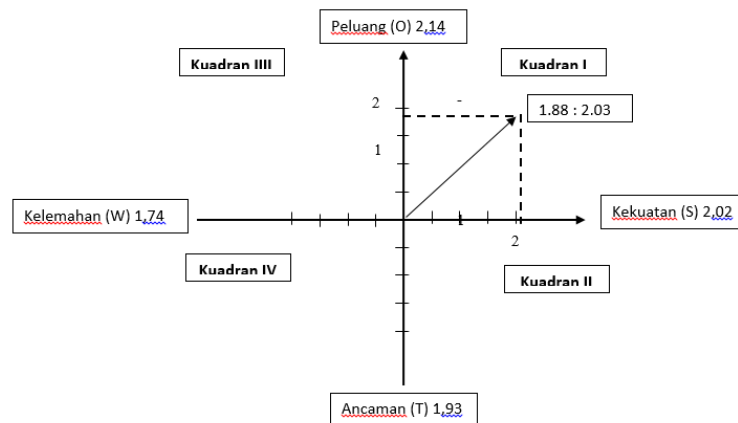 Peluang (O) 2,14
Kuadran IIII
Kuadran I
2
1.88 : 2.03
1
Kelemahan (W) 1,74
Kekuatan (S) 2,02
1
2
Kuadran IV
Kuadran II
Ancaman (T) 1,93